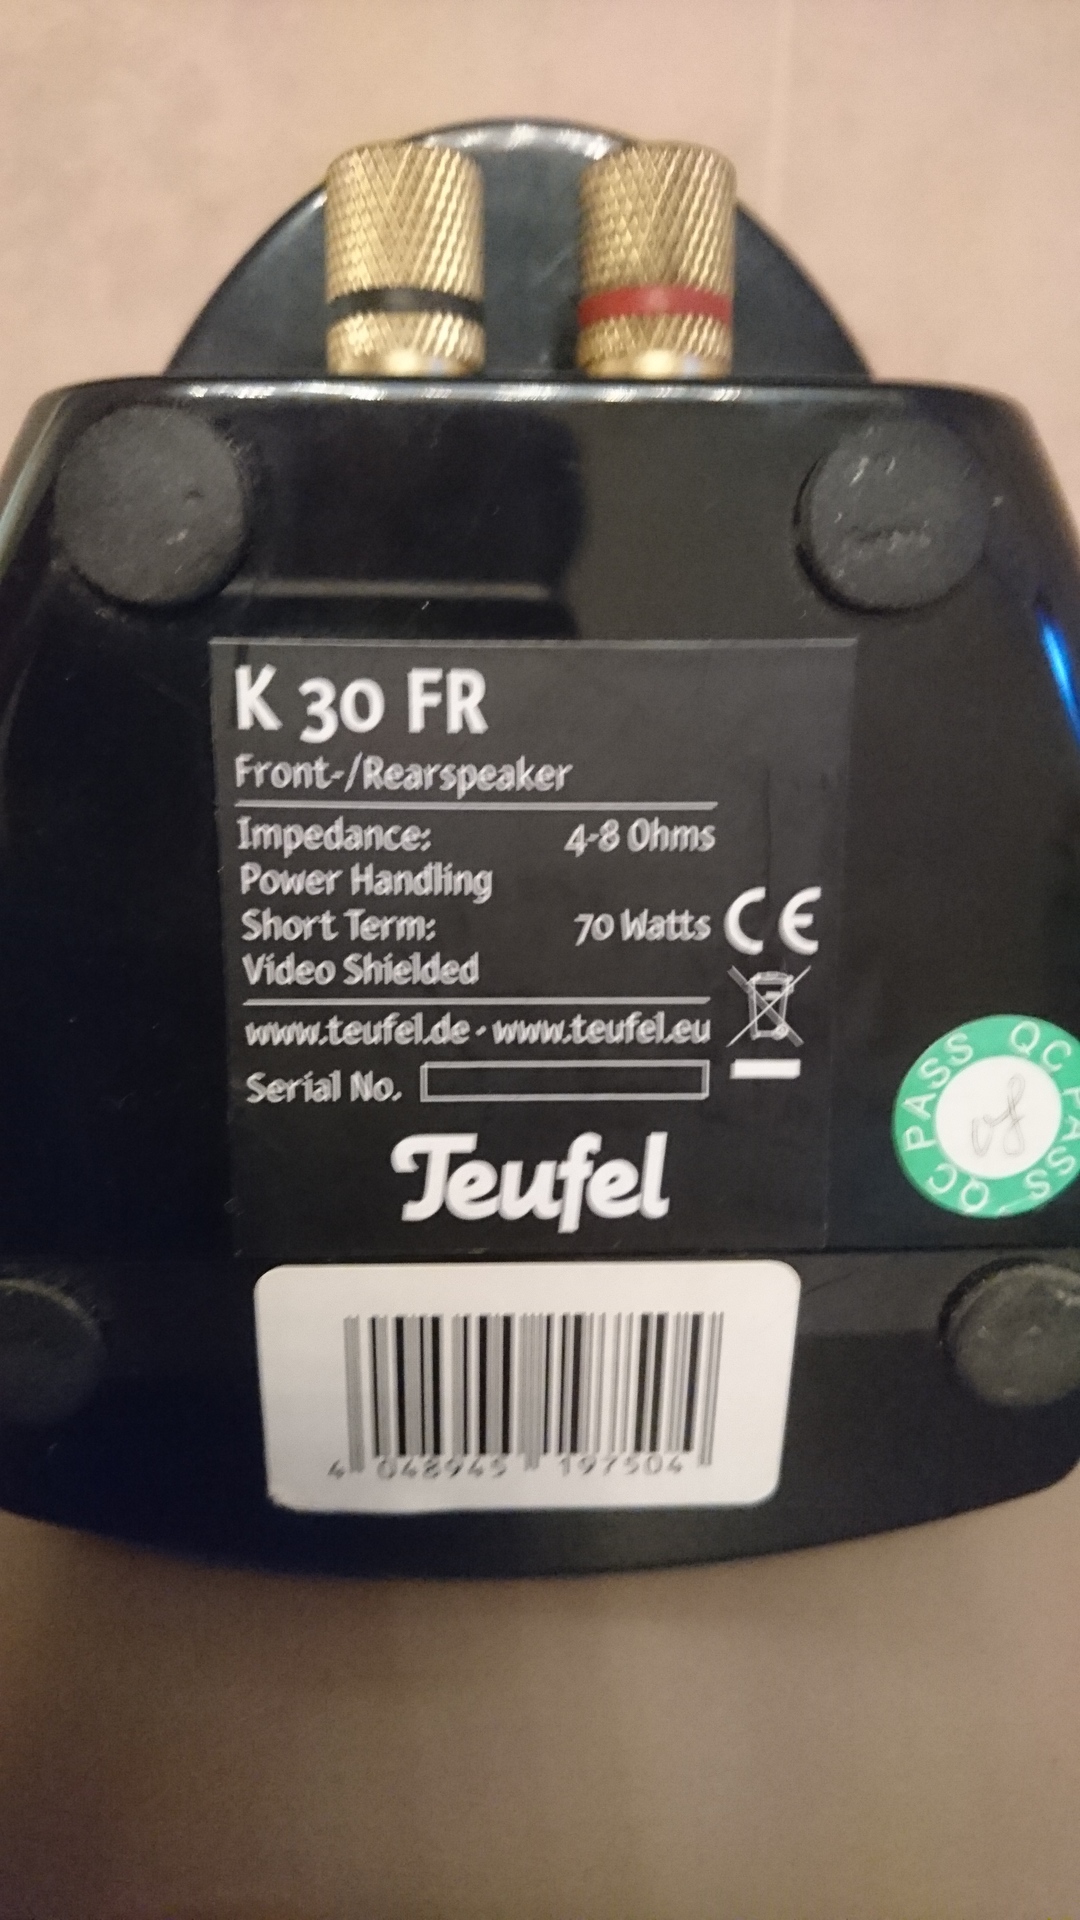 K 30 FR
Front-/Rearspeaker
Impedance: 4-8 Ohms
Power Handling
Short Term: 70 Watts
Video Shielded
www.teufel.de · www.teufel.eu
Serial No.
CE
Teufel
QC PASS QC PASS
4 048945 197504